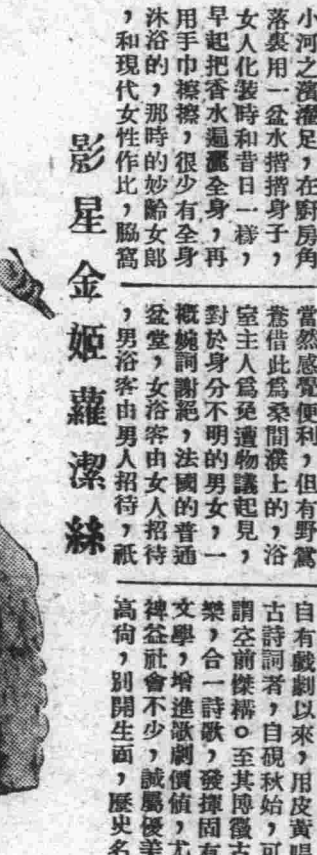 小河之濱濯足，在廚房角
落裏用一盆水揩揩身子，
女人化裝時和昔日一樣，
早起把香水遍灑全身，再
用手巾擦擦，很少有全身
沐浴的，那時的妙齡女郎
，和現代女性作比，脇窩
當然感覺便利，但有野鴛
鴦借此爲桑間濮上的，浴
室主人爲免遭物議起見，
對於身分不明的男女，一
概婉詞謝絕，法國的普通
盆堂，女浴客由女人招待
，男浴客由男人招待，祇
自有戲劇以來，用皮黃唱
古詩詞者，自硯秋始，可
謂空前傑構。至其博徵古
樂，合一詩歌，發揮固有
文學，增進歌劇價值，尤
裨益社會不少，誠屬優美
高尙，別開生面，歷史名
影星金姬蘿潔絲